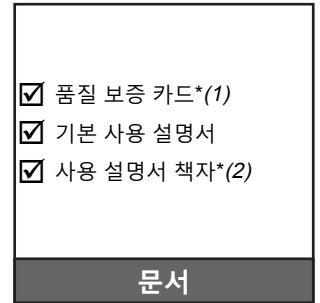 ☑ 품질 보증 카드*(1)
☑ 기본 사용 설명서
☑ 사용 설명서 책자*(2)
문서